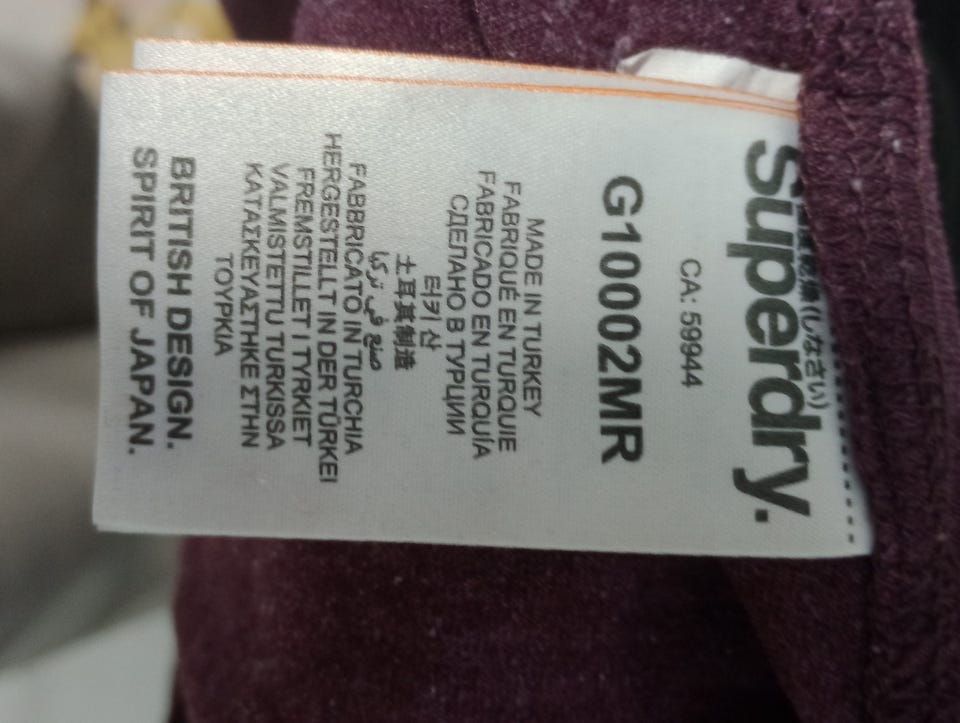 Superdry.
CA: 59944
G10002MR
MADE IN TURKEY
FABRIQUÉ EN TURQUIE
FABRICADO EN TURQUÍA
СДЕЛАНО В ТУРЦИИ
터키 산
土耳其制造
صنع في تركيا
FABBRICATO IN TURCHIA
HERGESTELLT IN DER TÜRKEI
FREMSTILLET I TYRKIET
VALMISTETTU TURKISSA
ΚΑΤΑΣΚΕΥΑΣΤΗΚΕ ΣΤΗΝ
ΤΟΥΡΚΙΑ
BRITISH DESIGN.
SPIRIT OF JAPAN.